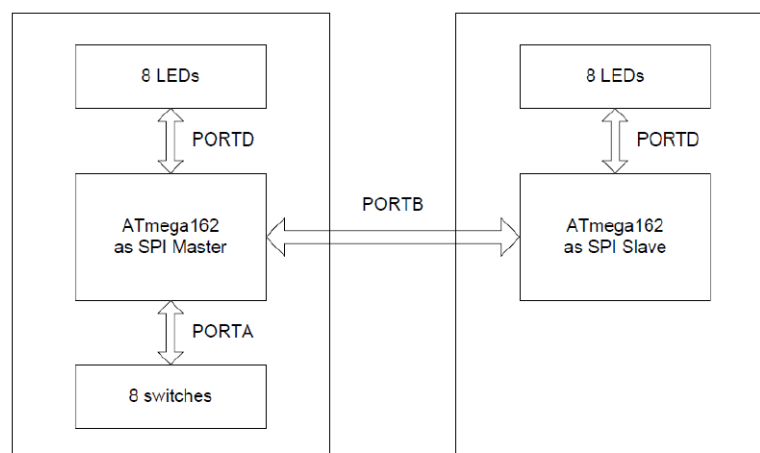 8 LEDs
8 LEDs
PORTD
PORTD
PORTB
ATmega162
as SPI Master
ATmega162
as SPI Slave
PORTA
8 switches